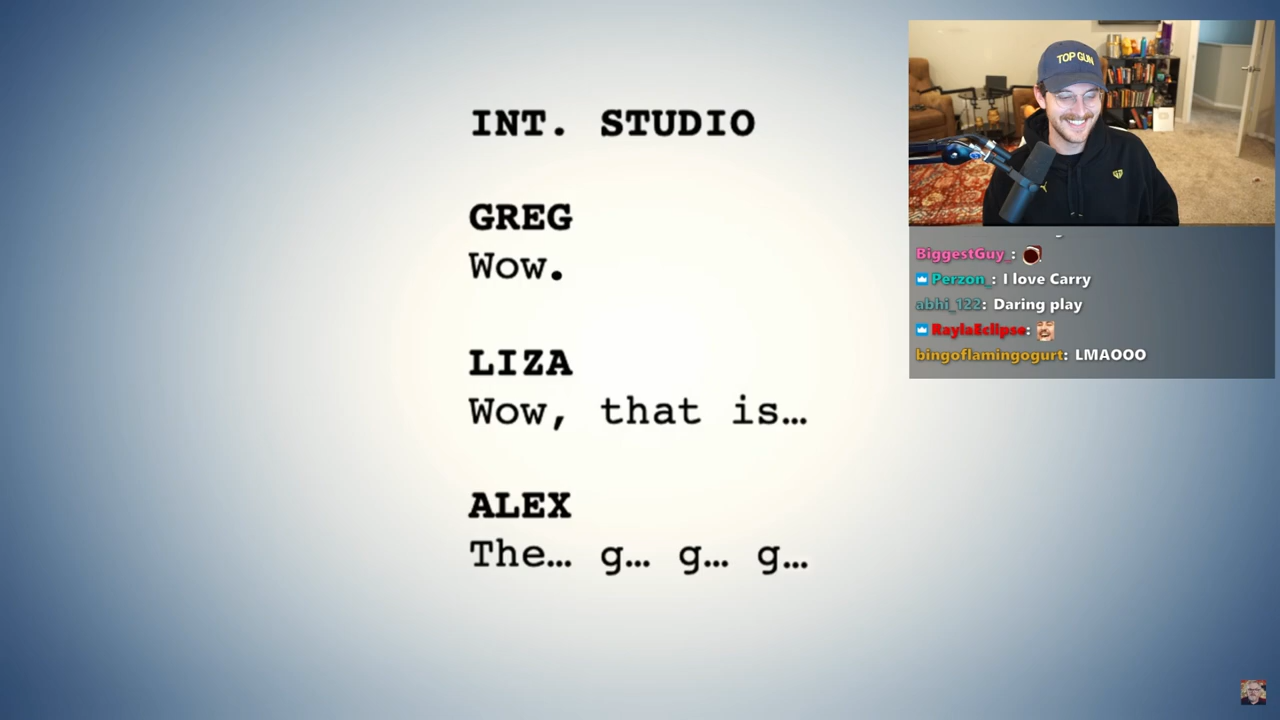 INT. STUDIO
GREG
Wow.
LIZA
Wow, that is…
ALEX
The… g… g… g…
TOP GUN
BiggestGuy_:
Perzon_: I love Carry
abhi_122: Daring play
RaylaEclipse:
bingoflamingogurt: LMAOOO